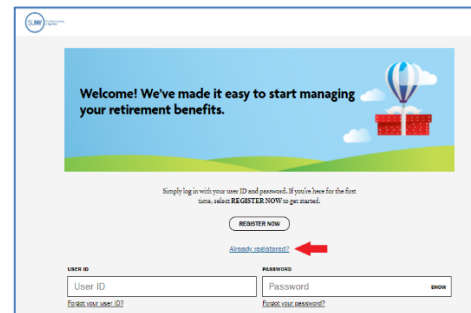 SUNY
Welcome! We've made it easy to start managing
your retirement benefits.
Simply log in with your user ID and password. If you're here for the first
time, select REGISTER NOW to get started.
REGISTER NOW
Already registered?
USER ID
PASSWORD
User ID
Password
SHOW
Forgot your user ID?
Forgot your password?